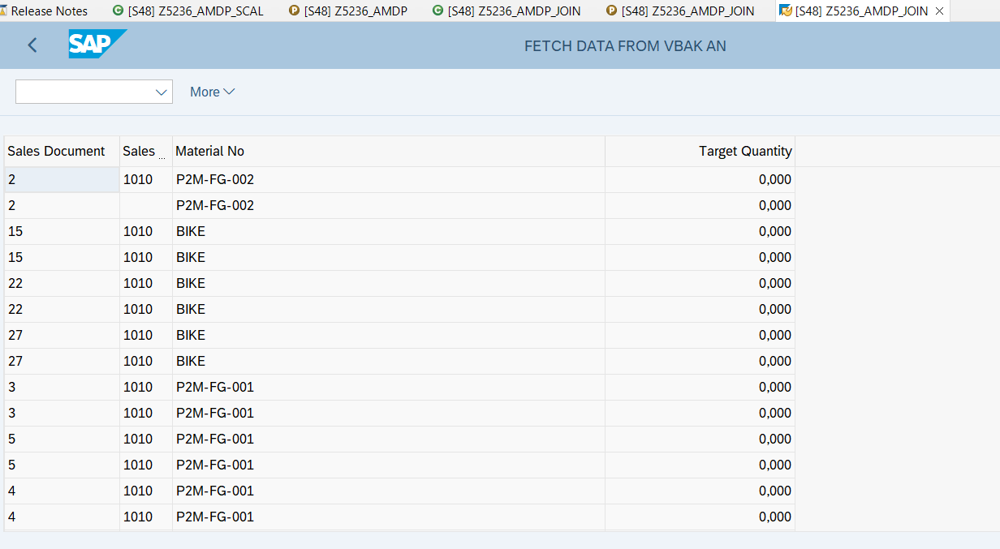 Release Notes [S48] Z5236_AMDP_SCAL [S48] Z5236_AMDP [S48] Z5236_AMDP_JOIN [S48] Z5236_AMDP_JOIN [S48] Z5236_AMDP_JOIN
SAP FETCH DATA FROM VBAK AN
More
Sales Document Sales ... Material No Target Quantity
2 1010 P2M-FG-002 0,000
2 P2M-FG-002 0,000
15 1010 BIKE 0,000
15 1010 BIKE 0,000
22 1010 BIKE 0,000
22 1010 BIKE 0,000
27 1010 BIKE 0,000
27 1010 BIKE 0,000
3 1010 P2M-FG-001 0,000
3 1010 P2M-FG-001 0,000
5 1010 P2M-FG-001 0,000
5 1010 P2M-FG-001 0,000
4 1010 P2M-FG-001 0,000
4 1010 P2M-FG-001 0,000